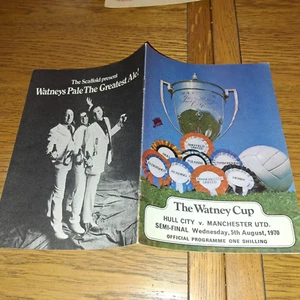 The Scaffold present
Watneys Pale The Greatest Ale!
The Watney Cup
HULL CITY v. MANCHESTER UTD.
SEMI-FINAL Wednesday, 5th August, 1970
OFFICIAL PROGRAMME ONE SHILLING